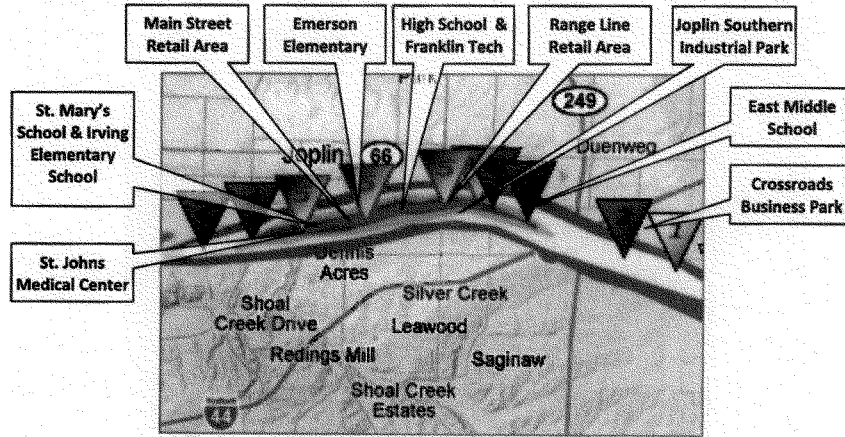 Main Street
Retail Area
Emerson
Elementary
High School &
Franklin Tech
Range Line
Retail Area
Joplin Southern
Industrial Park
St. Mary's
School & Irving
Elementary
School
249
East Middle
School
Joplin
66
Duenweg
Crossroads
Business Park
St. Johns
Medical Center
Dennis
Acres
Shoal
Creek Drive
Silver Creek
Leawood
Redings Mill
Saginaw
Shoal Creek
Estates
44